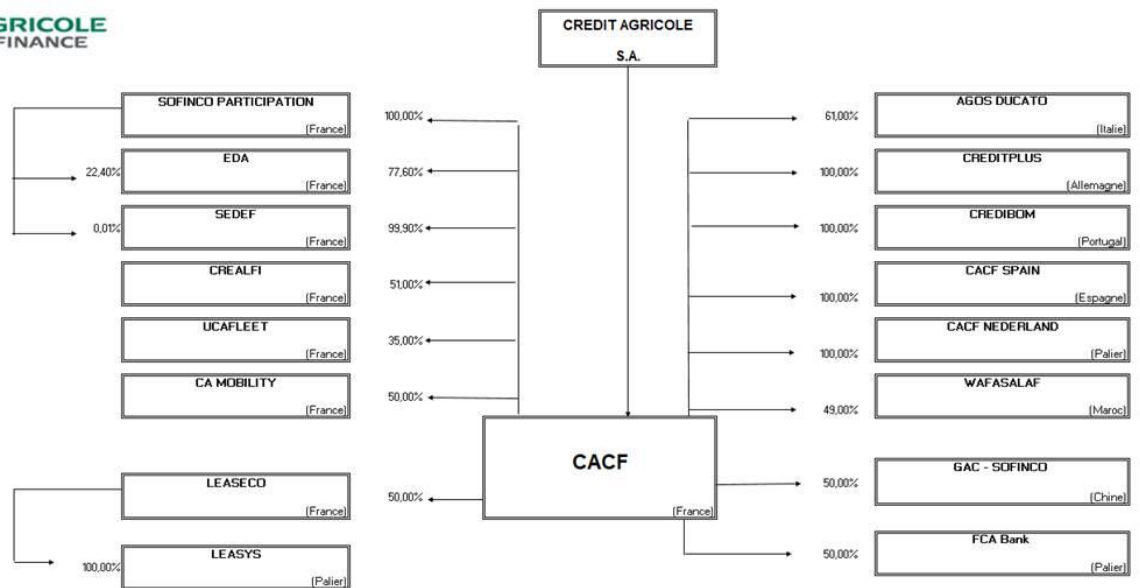 GRICOLE
FINANCE
CREDIT AGRICOLE
S.A.
SOFINCO PARTICIPATION
(France)
100,00%
EDA
(France)
22,40%
77,60%
SEDEF
(France)
0,01%
99,90%
CREALFI
(France)
51,00%
UCAFLEET
(France)
35,00%
CA MOBILITY
(France)
50,00%
LEASECO
(France)
50,00%
LEASYS
(Palier)
100,00%
CACF
(France)
61,00%
AGOS DUCATO
(Italie)
100,00%
CREDITPLUS
(Allemagne)
100,00%
CREDIBOM
(Portugal)
100,00%
CACF SPAIN
(Espagne)
100,00%
CACF NEDERLAND
(Palier)
49,00%
WAFASALAF
(Maroc)
50,00%
GAC - SOFINCO
(Chine)
50,00%
FCA Bank
(Palier)